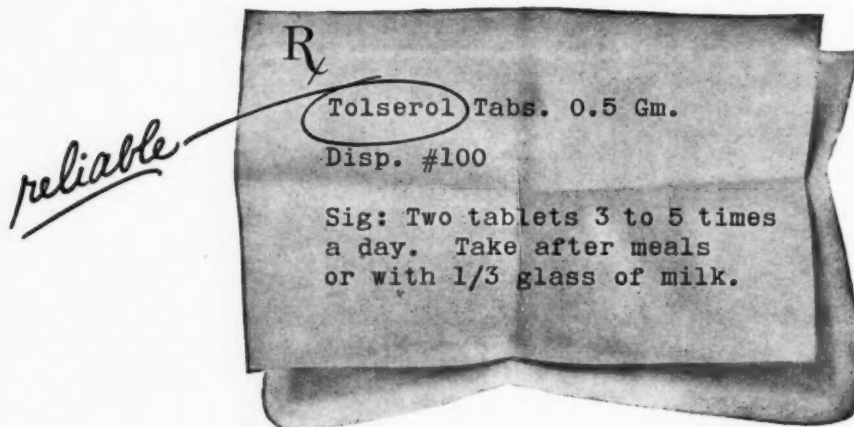 ℞
reliable
Tolserol Tabs. 0.5 Gm.
Disp. #100
Sig: Two tablets 3 to 5 times
a day. Take after meals
or with 1/3 glass of milk.